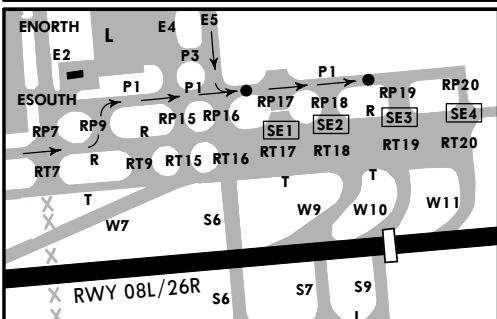 ENORTH L E4 E5
E2 P3
P1 P1 P1
ESOUTH RP17 RP18 RP19 RP20
RP7 RP9 R RP15 RP16 SE1 SE2 R SE3 SE4
R RT9 RT15 RT16 RT17 RT18 RT19 RT20
RT7
T T T
W7 S6 W9 W10 W11
RWY 08L/26R S6 S7 S9